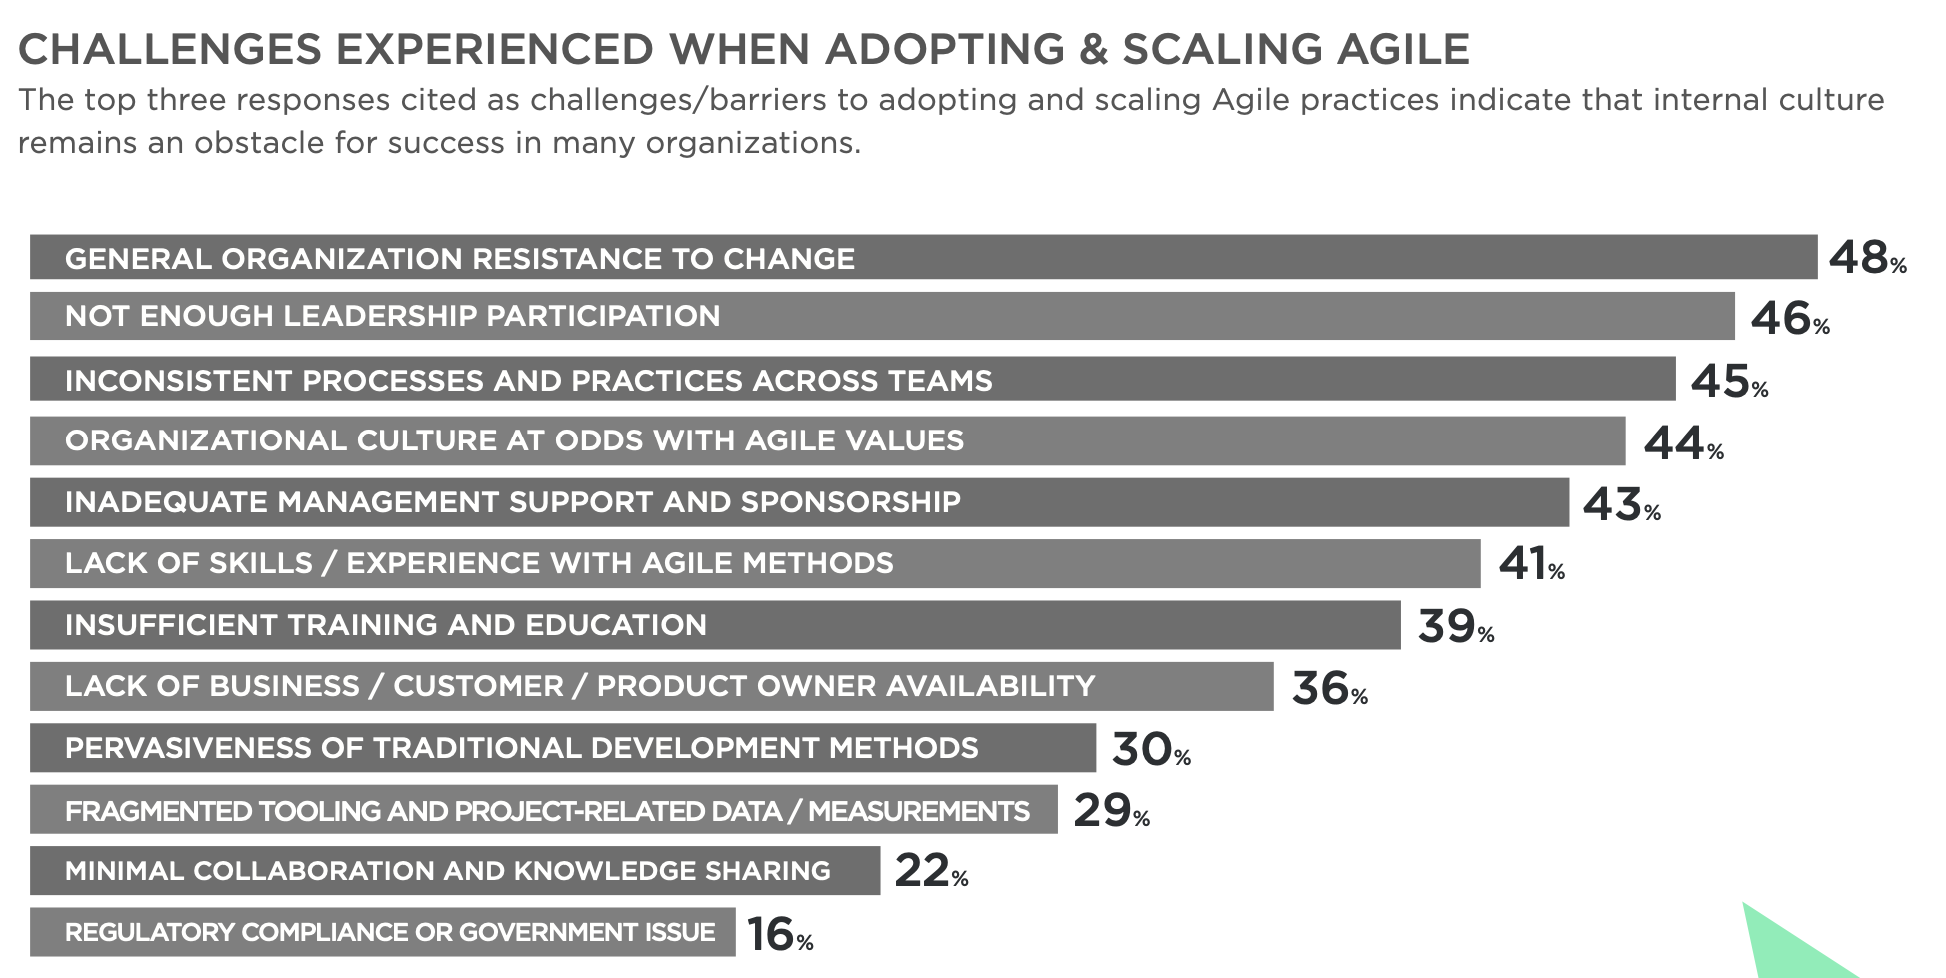 CHALLENGES EXPERIENCED WHEN ADOPTING & SCALING AGILE
The top three responses cited as challenges/barriers to adopting and scaling Agile practices indicate that internal culture
remains an obstacle for success in many organizations.
GENERAL ORGANIZATION RESISTANCE TO CHANGE 48%
NOT ENOUGH LEADERSHIP PARTICIPATION 46%
INCONSISTENT PROCESSES AND PRACTICES ACROSS TEAMS 45%
ORGANIZATIONAL CULTURE AT ODDS WITH AGILE VALUES 44%
INADEQUATE MANAGEMENT SUPPORT AND SPONSORSHIP 43%
LACK OF SKILLS / EXPERIENCE WITH AGILE METHODS 41%
INSUFFICIENT TRAINING AND EDUCATION 39%
LACK OF BUSINESS / CUSTOMER / PRODUCT OWNER AVAILABILITY 36%
PERVASIVENESS OF TRADITIONAL DEVELOPMENT METHODS 30%
FRAGMENTED TOOLING AND PROJECT-RELATED DATA / MEASUREMENTS 29%
MINIMAL COLLABORATION AND KNOWLEDGE SHARING 22%
REGULATORY COMPLIANCE OR GOVERNMENT ISSUE 16%